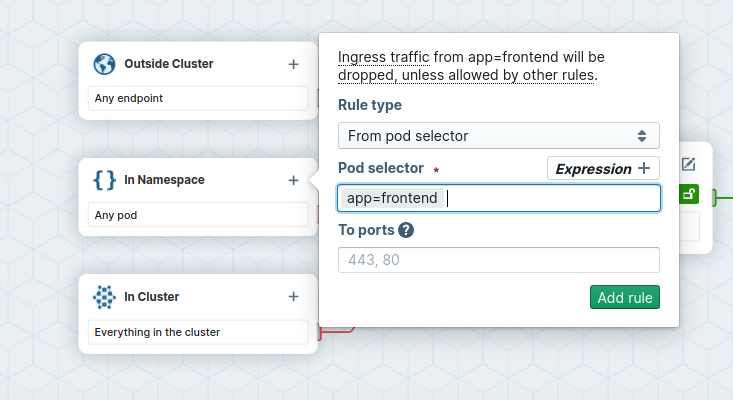 Outside Cluster +
Any endpoint
In Namespace +
Any pod
In Cluster +
Everything in the cluster
Ingress traffic from app=frontend will be
dropped, unless allowed by other rules.
Rule type
From pod selector
Pod selector *
Expression +
app=frontend
To ports ?
443, 80
Add rule